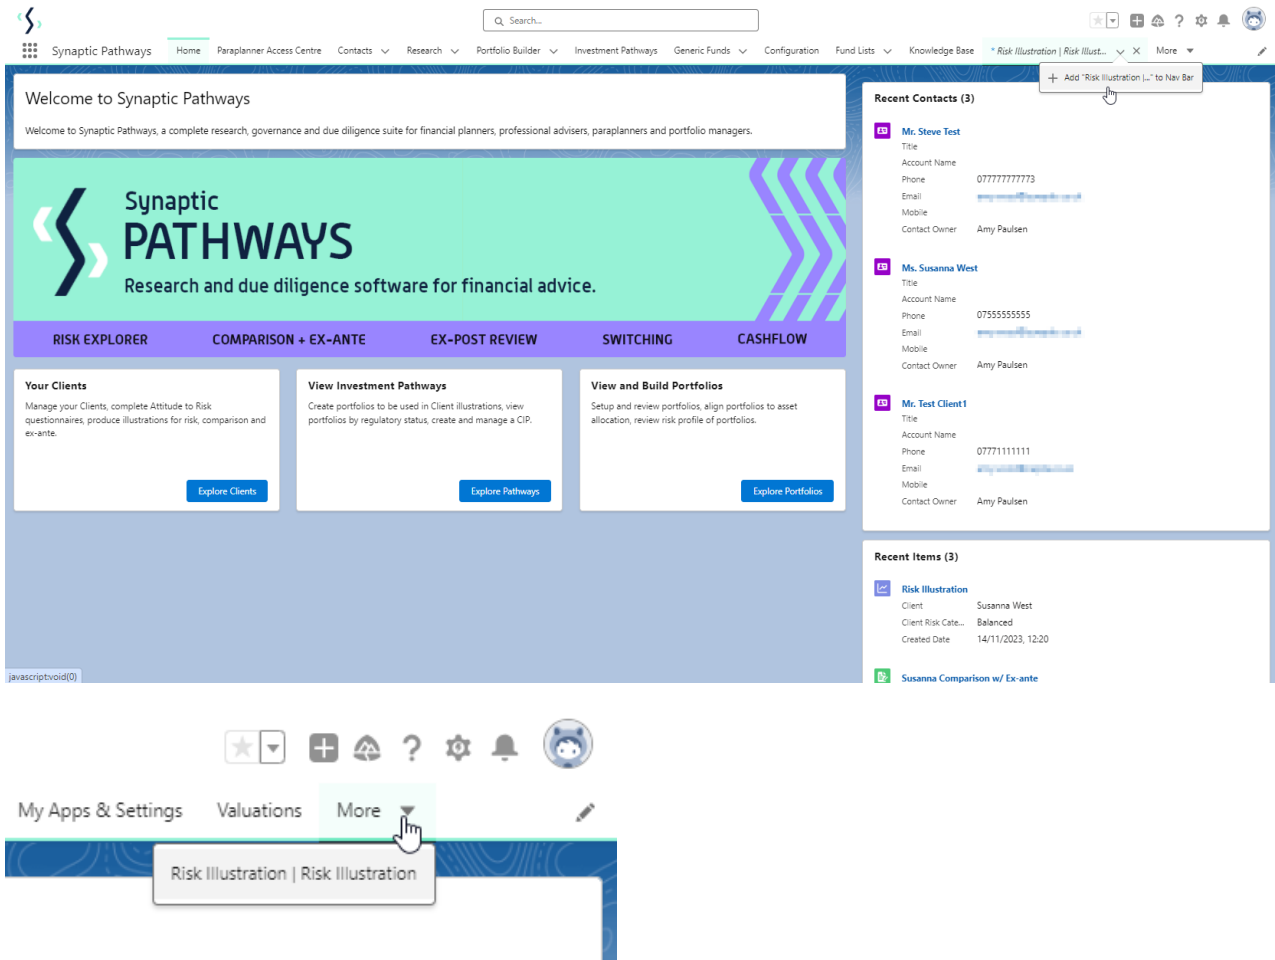 Search...
Synaptic Pathways
Home
Paraplanner Access Centre
Contacts
Research
Portfolio Builder
Investment Pathways
Generic Funds
Configuration
Fund Lists
Knowledge Base
* Risk Illustration | Risk Illust...
More
Add "Risk Illustration |..." to Nav Bar
Welcome to Synaptic Pathways
Welcome to Synaptic Pathways, a complete research, governance and due diligence suite for financial planners, professional advisers, paraplanners and portfolio managers.
Synaptic
PATHWAYS
Research and due diligence software for financial advice.
RISK EXPLORER
COMPARISON + EX-ANTE
EX-POST REVIEW
SWITCHING
CASHFLOW
Your Clients
Manage your Clients, complete Attitude to Risk
questionnaires, produce illustrations for risk, comparison and
ex-ante.
Explore Clients
View Investment Pathways
Create portfolios to be used in Client illustrations, view
portfolios by regulatory status, create and manage a CIP.
Explore Pathways
View and Build Portfolios
Setup and review portfolios, align portfolios to asset
allocation, review risk profile of portfolios.
Explore Portfolios
Recent Contacts (3)
Mr. Steve Test
Title
Account Name
Phone 077777777773
Email
Mobile
Contact Owner Amy Paulsen
Ms. Susanna West
Title
Account Name
Phone 07555555555
Email
Mobile
Contact Owner Amy Paulsen
Mr. Test Client1
Title
Account Name
Phone 07771111111
Email
Mobile
Contact Owner Amy Paulsen
Recent Items (3)
Risk Illustration
Client Susanna West
Client Risk Cate... Balanced
Created Date 14/11/2023, 12:20
Susanna Comparison w/ Ex-ante
javascript:void(0)
My Apps & Settings
Valuations
More
Risk Illustration | Risk Illustration